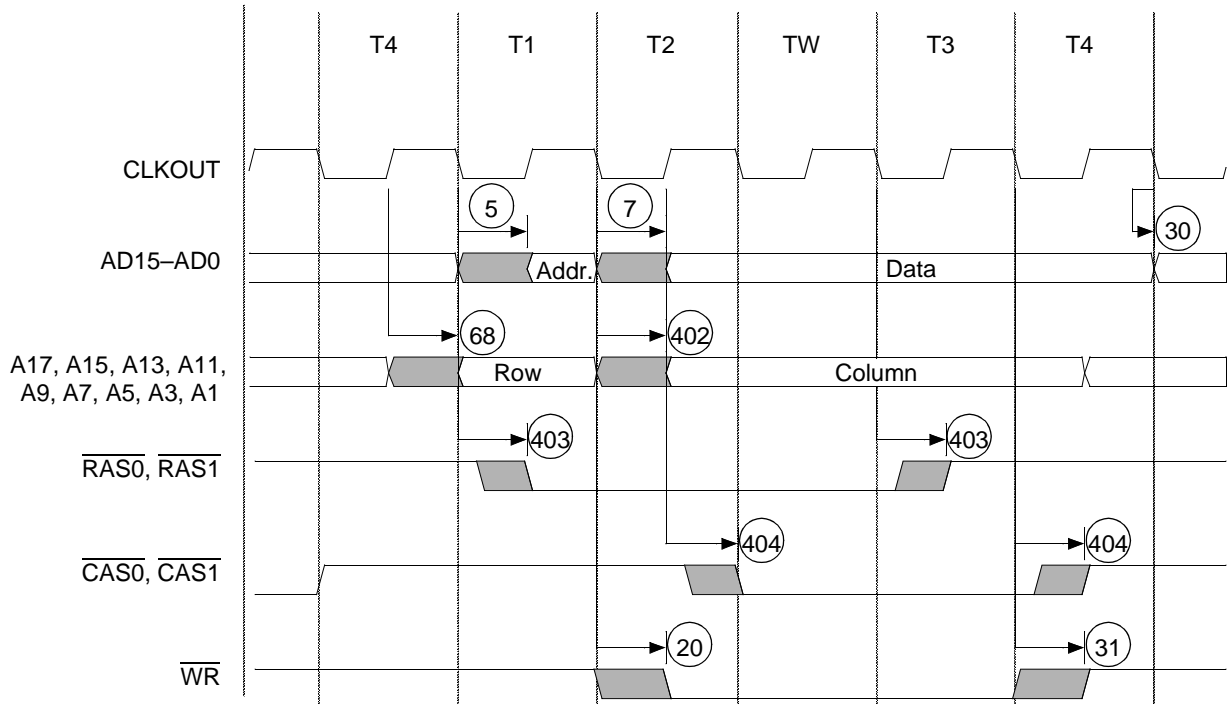 T4 T1 T2 TW T3 T4
CLKOUT
5 7 30
AD15–AD0 Addr. Data
68 402
A17, A15, A13, A11,
A9, A7, A5, A3, A1
Row Column
403 403
RAS0, RAS1
404 404
CAS0, CAS1
20 31
WR